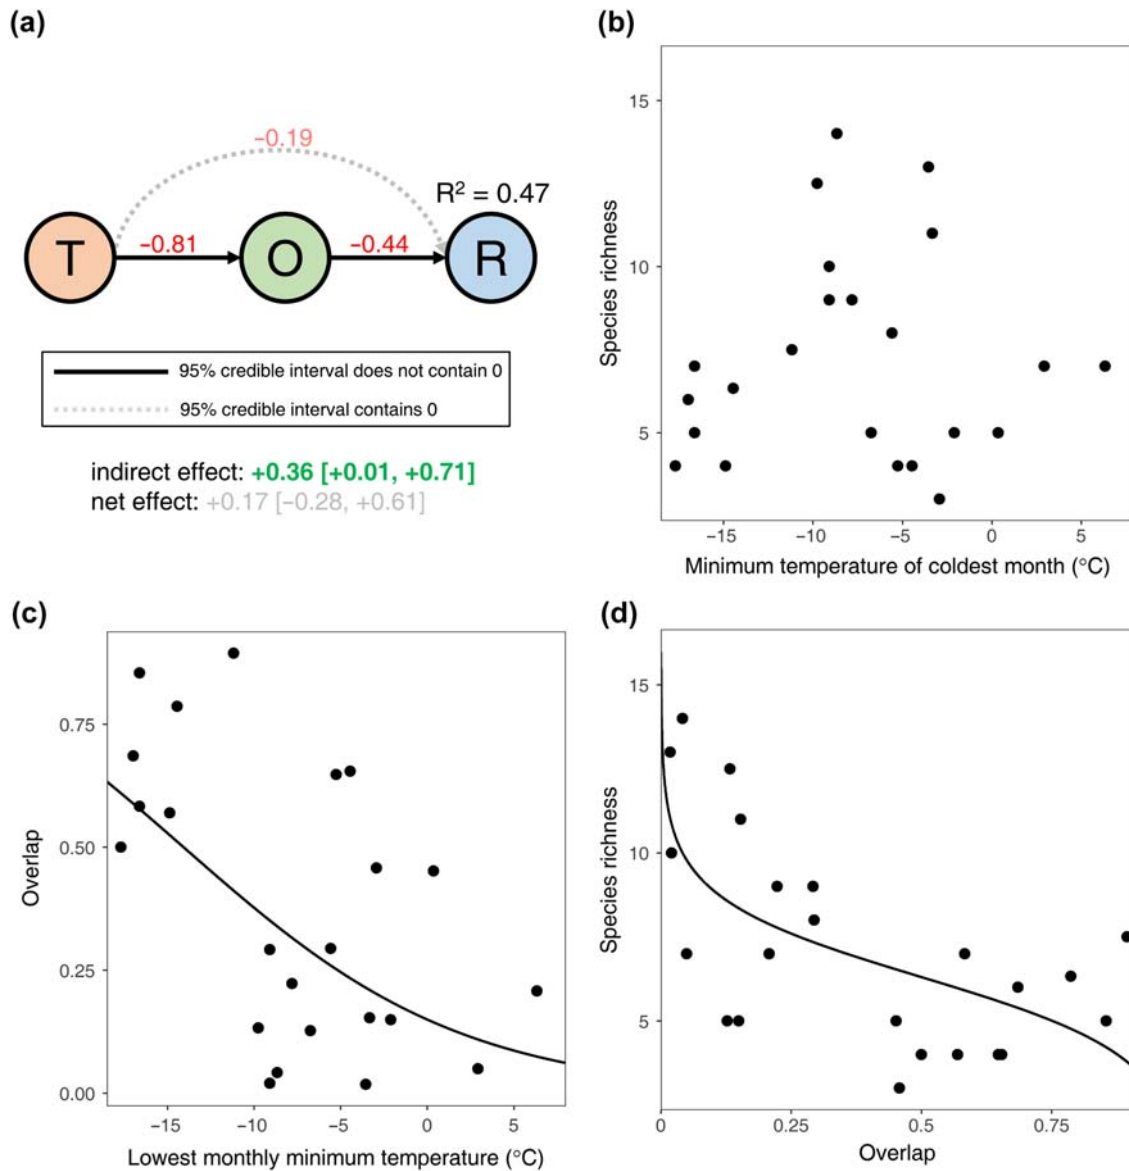 (a)
−0.19
R² = 0.47
T
−0.81
O
−0.44
R
95% credible interval does not contain 0
95% credible interval contains 0
indirect effect: +0.36 [+0.01, +0.71]
net effect: +0.17 [−0.28, +0.61]
(b)
15
10
5
Species richness
−15 −10 −5 0 5
Minimum temperature of coldest month (°C)
(c)
0.75
0.50
0.25
0.00
Overlap
−15 −10 −5 0 5
Lowest monthly minimum temperature (°C)
(d)
15
10
5
Species richness
0 0.25 0.5 0.75
Overlap